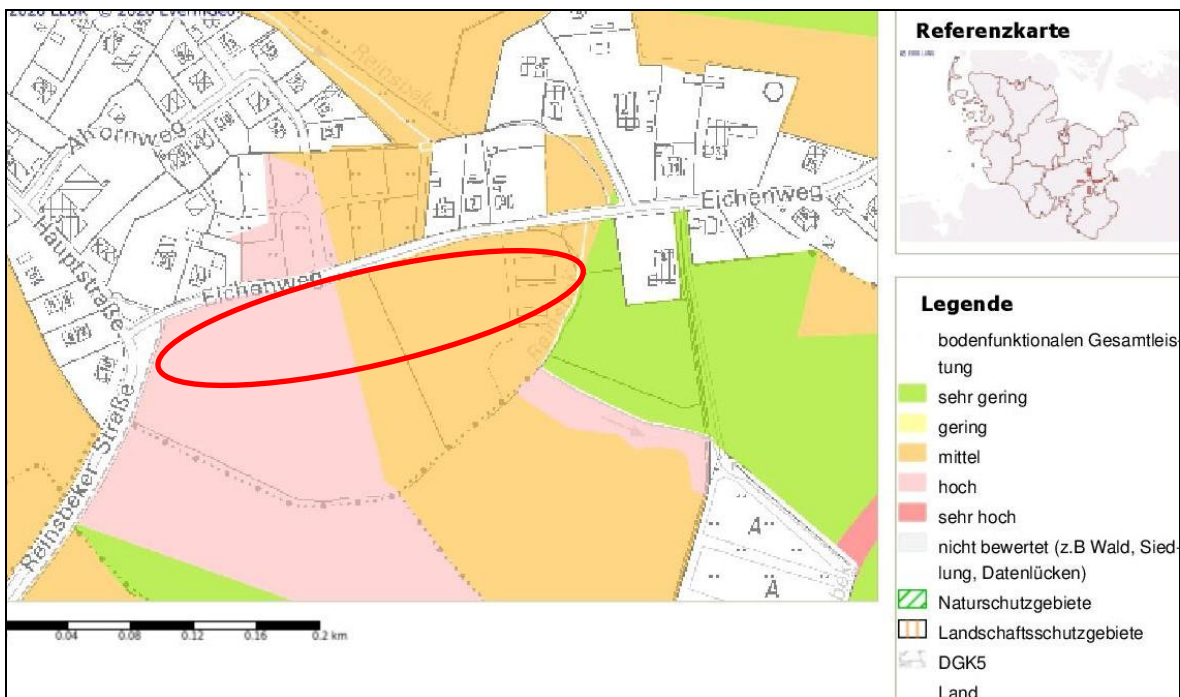 Reinsbek
Ahornweg
Eichenweg
Hauptstraße
Eichenweg
Reinsbeker Straße
A
A
0.04 0.08 0.12 0.16 0.2 km
Referenzkarte
Legende
bodenfunktionalen Gesamtleis-
tung
sehr gering
gering
mittel
hoch
sehr hoch
nicht bewertet (z.B Wald, Sied-
lung, Datenlücken)
Naturschutzgebiete
Landschaftsschutzgebiete
DGK5
Land